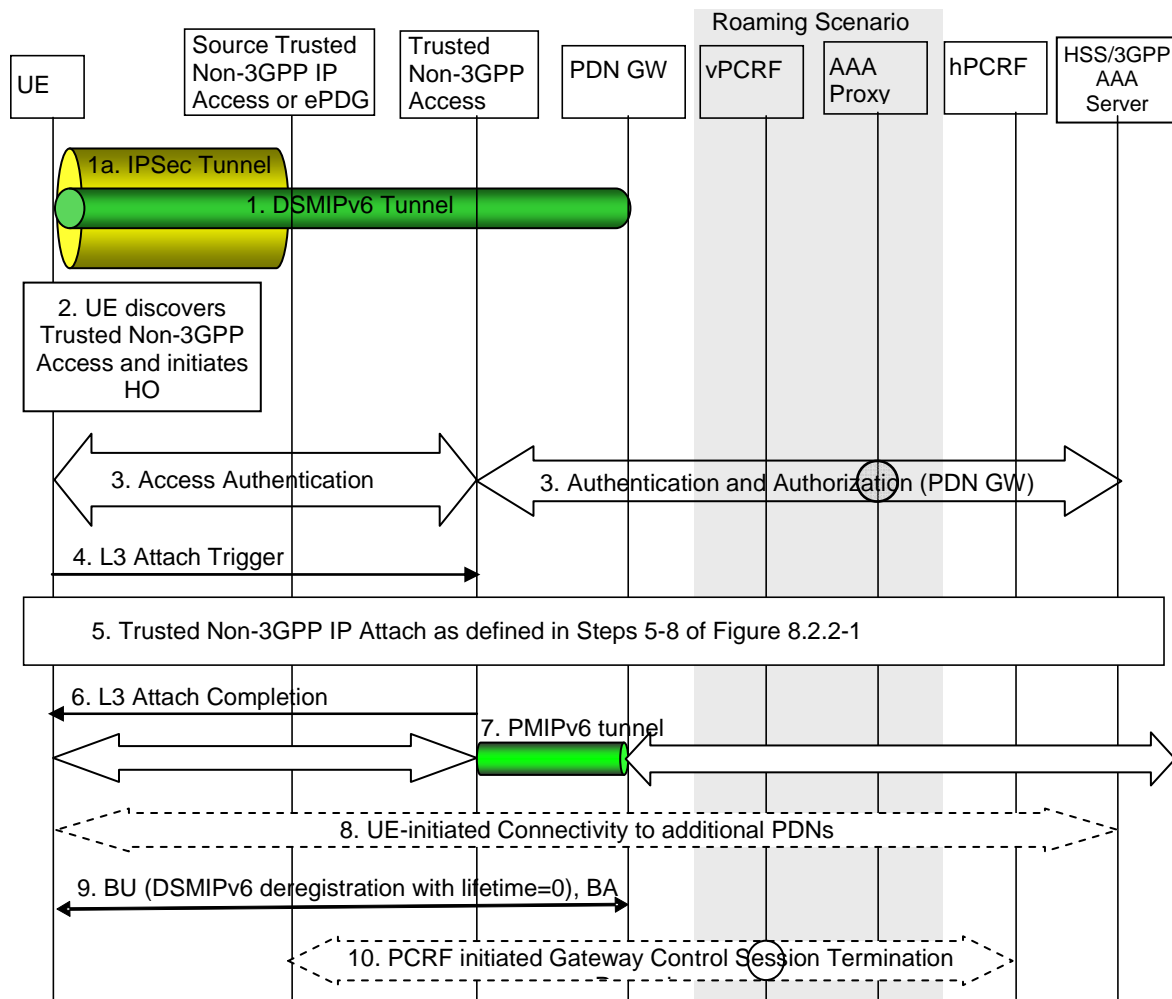 Roaming Scenario
UE
Source Trusted
Non-3GPP IP
Access or ePDG
Trusted
Non-3GPP
Access
PDN GW
vPCRF
AAA
Proxy
hPCRF
HSS/3GPP
AAA
Server
1a. IPSec Tunnel
1. DSMIPv6 Tunnel
2. UE discovers
Trusted Non-3GPP
Access and initiates
HO
3. Access Authentication
3. Authentication and Authorization (PDN GW)
4. L3 Attach Trigger
5. Trusted Non-3GPP IP Attach as defined in Steps 5-8 of Figure 8.2.2-1
6. L3 Attach Completion
7. PMIPv6 tunnel
8. UE-initiated Connectivity to additional PDNs
9. BU (DSMIPv6 deregistration with lifetime=0), BA
10. PCRF initiated Gateway Control Session Termination